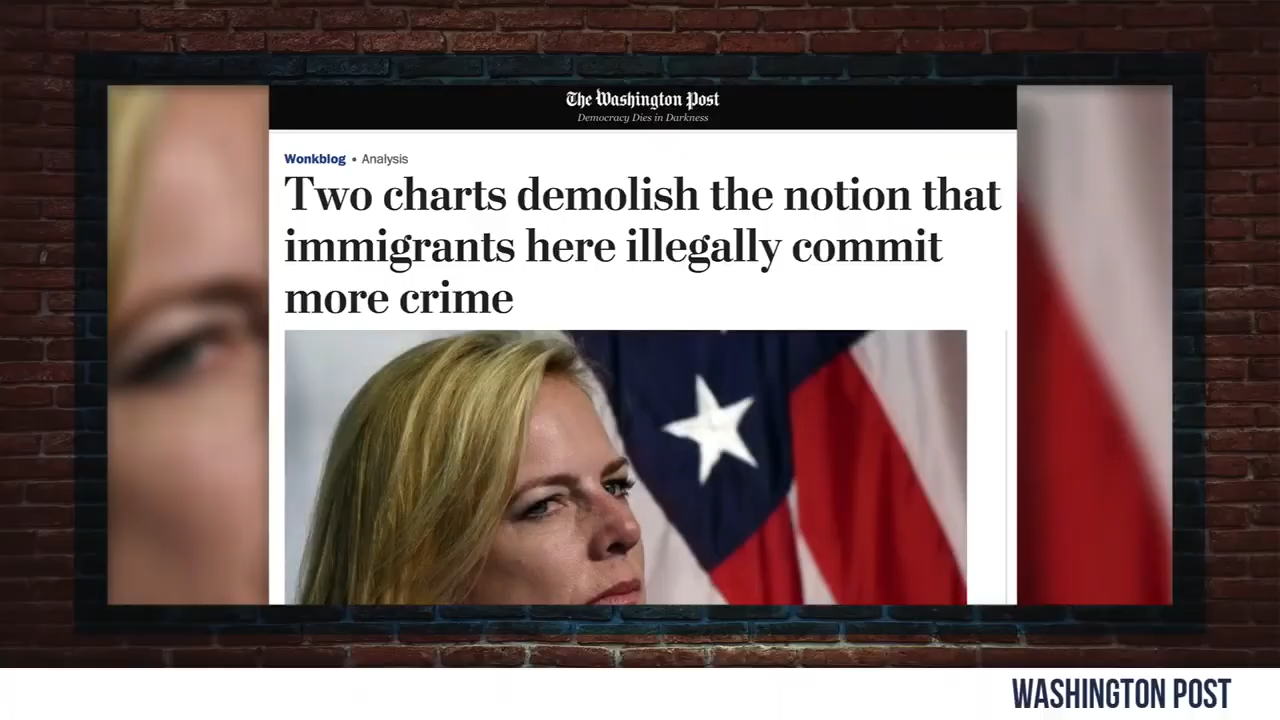 The Washington Post
Democracy Dies in Darkness
Wonkblog • Analysis
Two charts demolish the notion that
immigrants here illegally commit
more crime
WASHINGTON POST